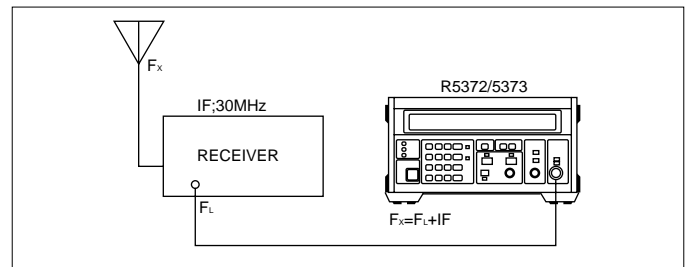 Fx
R5372/5373
IF;30MHz
RECEIVER
FL
Fx=FL+IF